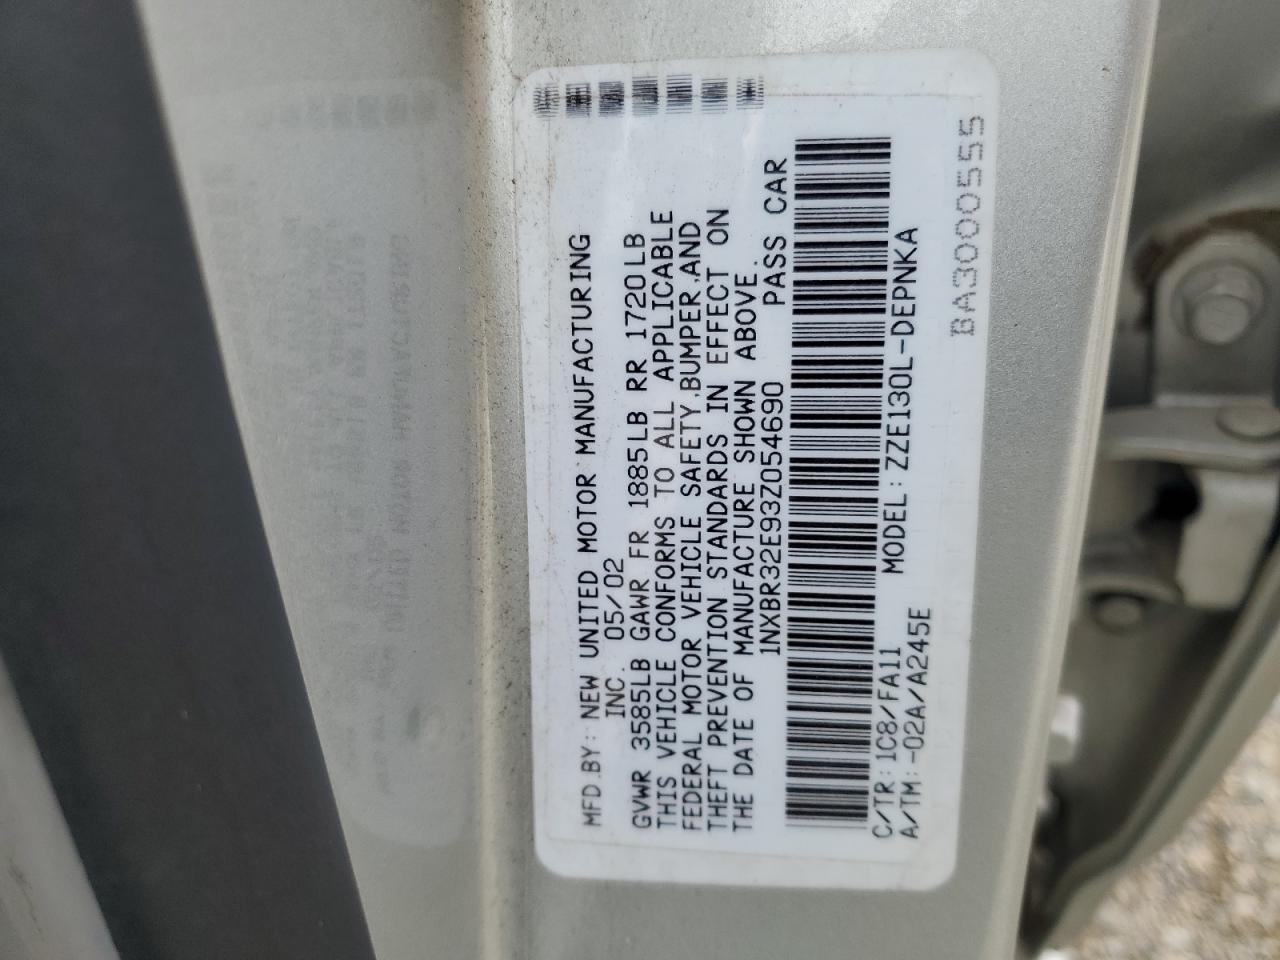 MFD.BY: NEW UNITED MOTOR MANUFACTURING
INC. 05/02
GVWR 3585LB GAWR FR 1885LB RR 1720LB
THIS VEHICLE CONFORMS TO ALL APPLICABLE
FEDERAL MOTOR VEHICLE SAFETY,BUMPER,AND
THEFT PREVENTION STANDARDS IN EFFECT ON
THE DATE OF MANUFACTURE SHOWN ABOVE.
1NXBR32E93Z054690 PASS CAR
C/TR:1C8/FA11 MODEL:ZZE130L-DEPNKA
A/TM:-02A/A245E
BA3000555